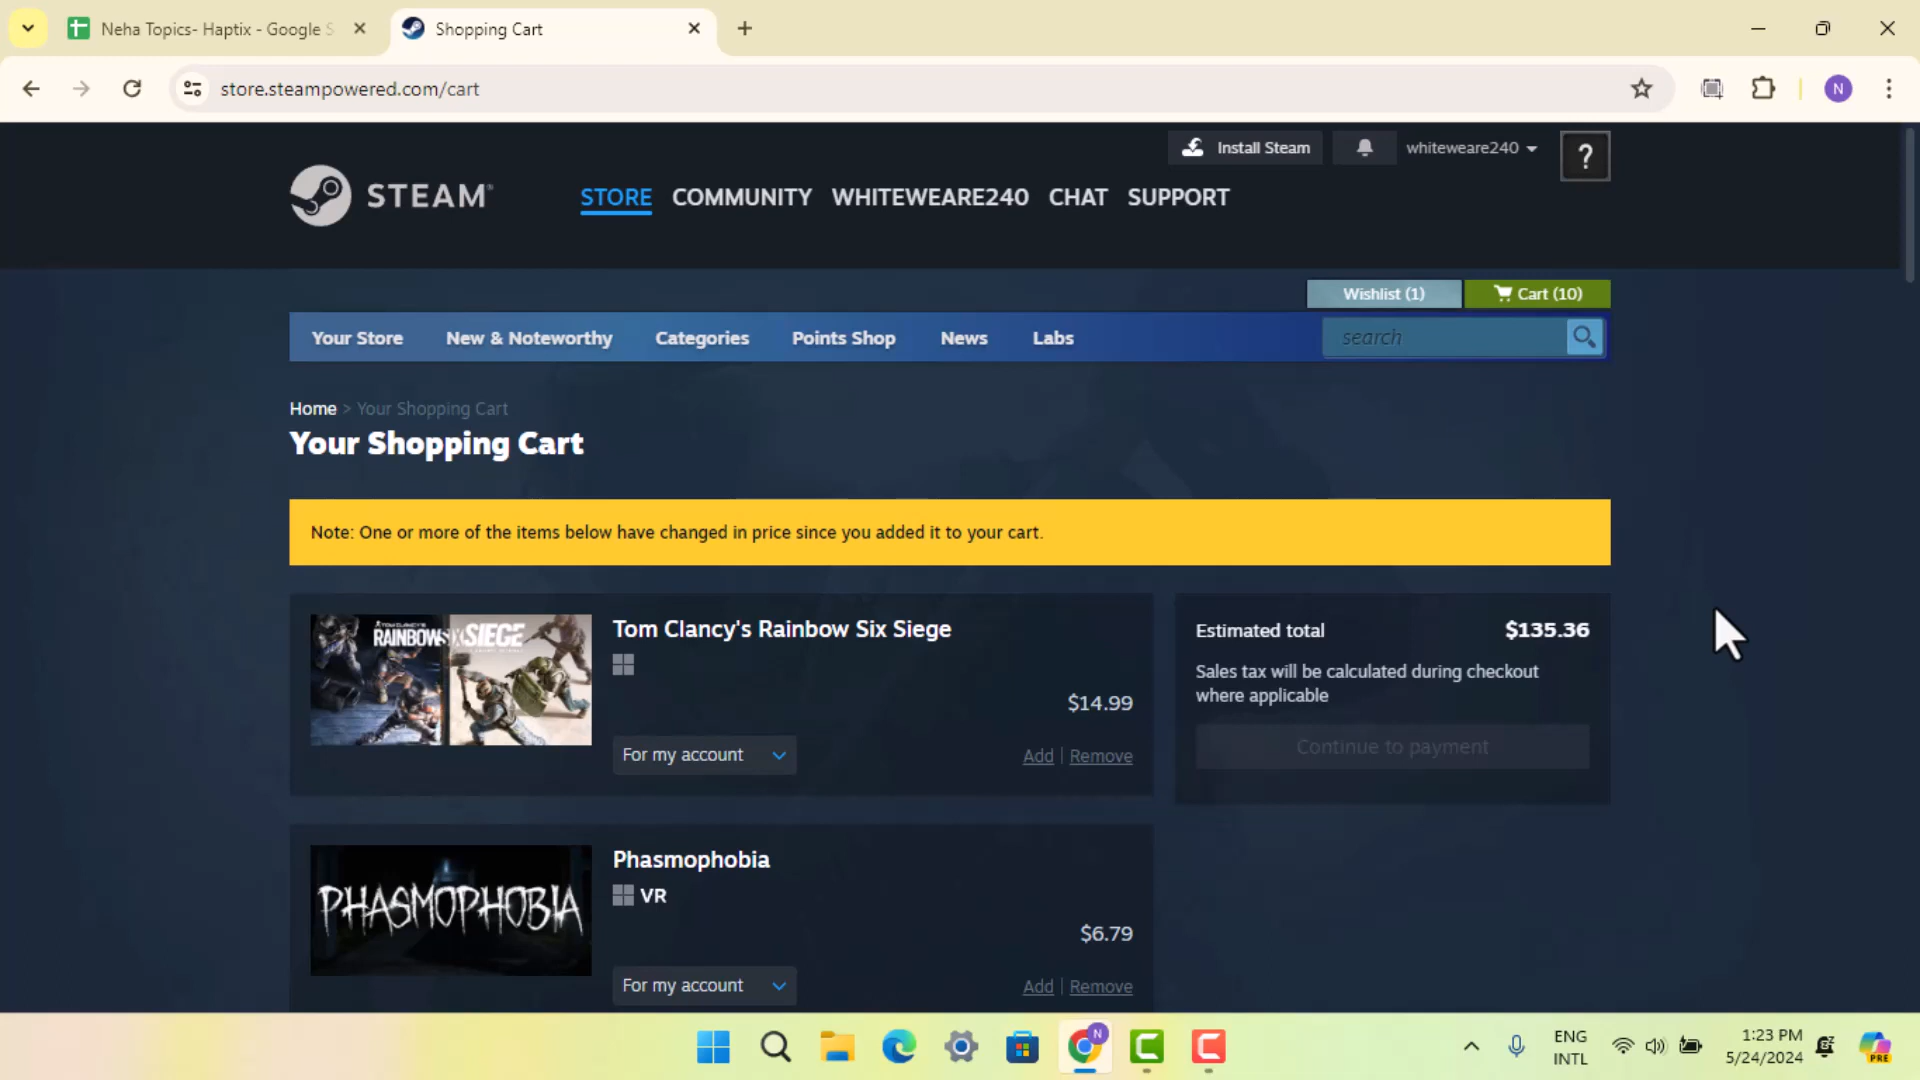 Neha Topics- Haptix - Google S
Shopping Cart
store.steampowered.com/cart
N
Install Steam
whiteweare240
?
STEAM®
STORE COMMUNITY WHITEWEARE240 CHAT SUPPORT
Wishlist (1)
Cart (10)
Your Store New & Noteworthy Categories Points Shop News Labs
search
Home > Your Shopping Cart
Your Shopping Cart
Note: One or more of the items below have changed in price since you added it to your cart.
TOM CLANCY'S
RAINBOW SIX SIEGE
Tom Clancy's Rainbow Six Siege
$14.99
For my account
Add | Remove
Estimated total $135.36
Sales tax will be calculated during checkout
where applicable
Continue to payment
PHASMOPHOBIA
Phasmophobia
VR
$6.79
For my account
Add | Remove
N
ENG
INTL
1:23 PM
5/24/2024
PRE